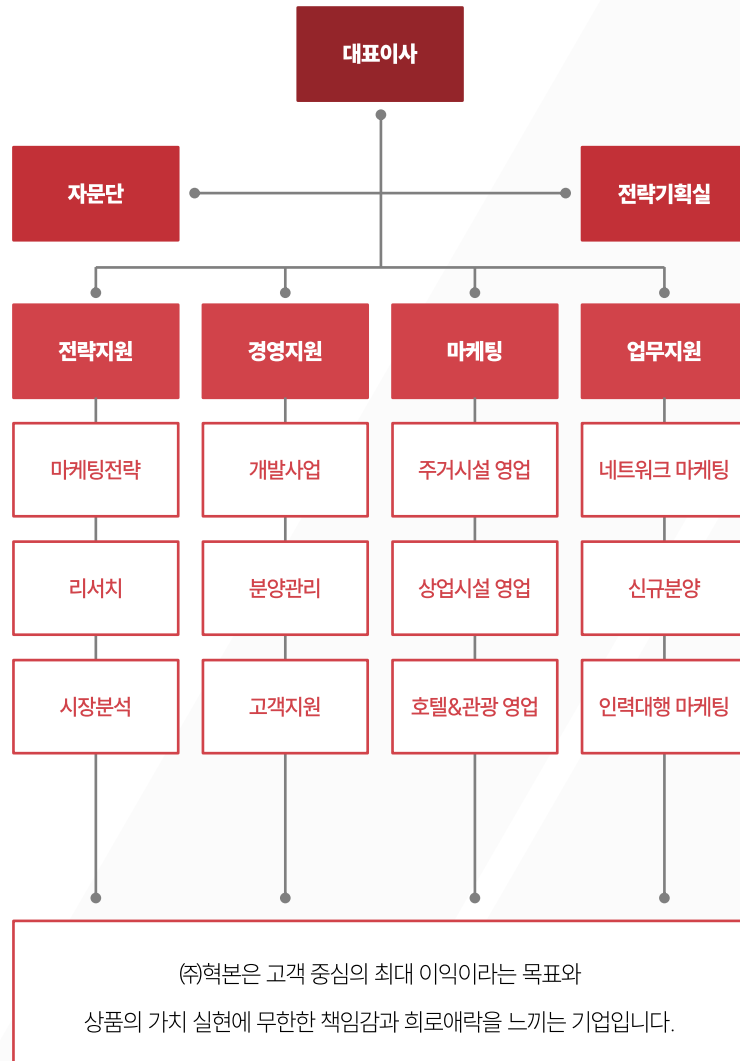 대표이사
자문단
전략기획실
전략지원
경영지원
마케팅
업무지원
마케팅전략
개발사업
주거시설 영업
네트워크 마케팅
리서치
분양관리
상업시설 영업
신규분양
시장분석
고객지원
호텔&관광 영업
인력대행 마케팅
㈜혁본은 고객 중심의 최대 이익이라는 목표와
상품의 가치 실현에 무한한 책임감과 희로애락을 느끼는 기업입니다.